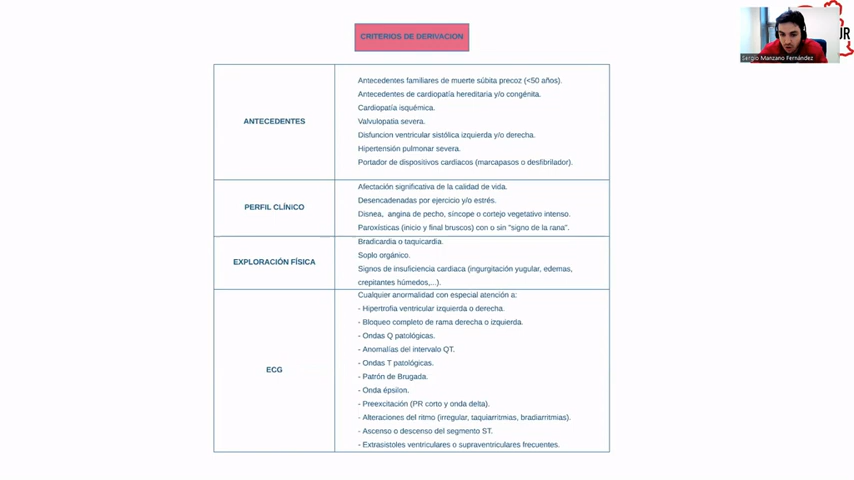 CRITERIOS DE DERIVACION
UR
Sergio Manzano Fernández
ANTECEDENTES
Antecedentes familiares de muerte súbita precoz (<50 años).
Antecedentes de cardiopatía hereditaria y/o congénita.
Cardiopatía isquémica.
Valvulopatia severa.
Disfuncion ventricular sistólica izquierda y/o derecha.
Hipertensión pulmonar severa.
Portador de dispositivos cardiacos (marcapasos o desfibrilador).
PERFIL CLÍNICO
Afectación significativa de la calidad de vida.
Desencadenadas por ejercicio y/o estrés.
Disnea, angina de pecho, síncope o cortejo vegetativo intenso.
Paroxísticas (inicio y final bruscos) con o sin "signo de la rana".
EXPLORACIÓN FÍSICA
Bradicardia o taquicardia.
Soplo orgánico.
Signos de insuficiencia cardiaca (ingurgitación yugular, edemas,
crepitantes húmedos,...).
ECG
Cualquier anormalidad con especial atención a:
- Hipertrofia ventricular izquierda o derecha.
- Bloqueo completo de rama derecha o izquierda.
- Ondas Q patológicas.
- Anomalías del intervalo QT.
- Ondas T patológicas.
- Patrón de Brugada.
- Onda épsilon.
- Preexcitación (PR corto y onda delta).
- Alteraciones del ritmo (irregular, taquiarritmias, bradiarritmias).
- Ascenso o descenso del segmento ST.
- Extrasistoles ventriculares o supraventriculares frecuentes.